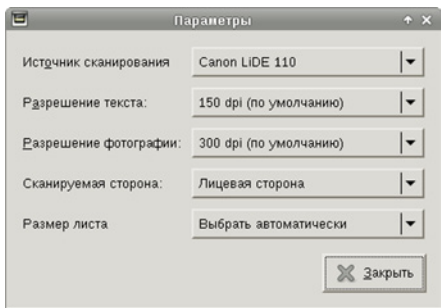 Параметры
Источник сканирования Canon LiDE 110
Разрешение текста: 150 dpi (по умолчанию)
Разрешение фотографии: 300 dpi (по умолчанию)
Сканируемая сторона: Лицевая сторона
Размер листа Выбрать автоматически
Закрыть